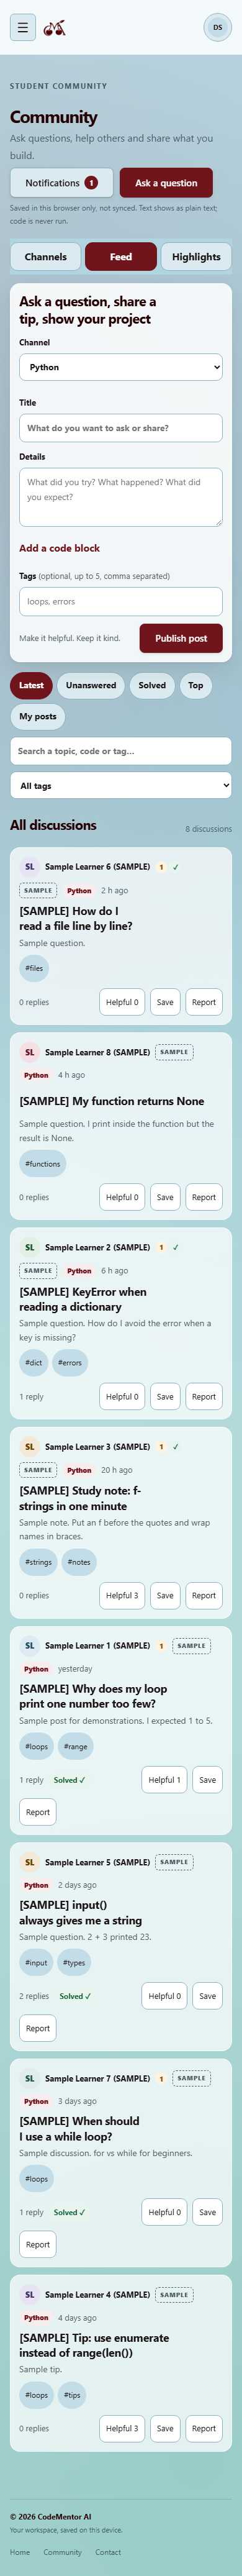 DS
STUDENT COMMUNITY
Community
Ask questions, help others and share what you
build.
Notifications 1
Ask a question
Saved in this browser only, not synced. Text shows as plain text;
code is never run.
Channels
Feed
Highlights
Ask a question, share a
tip, show your project
Channel
Python
Title
What do you want to ask or share?
Details
What did you try? What happened? What did
you expect?
Add a code block
Tags (optional, up to 5, comma separated)
loops, errors
Make it helpful. Keep it kind.
Publish post
Latest
Unanswered
Solved
Top
My posts
Search a topic, code or tag...
All tags
All discussions
8 discussions
SL Sample Learner 6 (SAMPLE) 1 ✓
SAMPLE Python 2 h ago
[SAMPLE] How do I
read a file line by line?
Sample question.
#files
0 replies Helpful 0 Save Report
SL Sample Learner 8 (SAMPLE) SAMPLE
Python 4 h ago
[SAMPLE] My function returns None
Sample question. I print inside the function but the
result is None.
#functions
0 replies Helpful 0 Save Report
SL Sample Learner 2 (SAMPLE) 1 ✓
SAMPLE Python 6 h ago
[SAMPLE] KeyError when
reading a dictionary
Sample question. How do I avoid the error when a
key is missing?
#dict #errors
1 reply Helpful 0 Save Report
SL Sample Learner 3 (SAMPLE) 1 ✓
SAMPLE Python 20 h ago
[SAMPLE] Study note: f-
strings in one minute
Sample note. Put an f before the quotes and wrap
names in braces.
#strings #notes
0 replies Helpful 3 Save Report
SL Sample Learner 1 (SAMPLE) 1 SAMPLE
Python yesterday
[SAMPLE] Why does my loop
print one number too few?
Sample post for demonstrations. I expected 1 to 5.
#loops #range
1 reply Solved ✓ Helpful 1 Save
Report
SL Sample Learner 5 (SAMPLE) SAMPLE
Python 2 days ago
[SAMPLE] input()
always gives me a string
Sample question. 2 + 3 printed 23.
#input #types
2 replies Solved ✓ Helpful 0 Save
Report
SL Sample Learner 7 (SAMPLE) 1 SAMPLE
Python 3 days ago
[SAMPLE] When should
I use a while loop?
Sample discussion. for vs while for beginners.
#loops
1 reply Solved ✓ Helpful 0 Save
Report
SL Sample Learner 4 (SAMPLE) SAMPLE
Python 4 days ago
[SAMPLE] Tip: use enumerate
instead of range(len())
Sample tip.
#loops #tips
0 replies Helpful 3 Save Report
© 2026 CodeMentor AI
Your workspace, saved on this device.
Home Community Contact